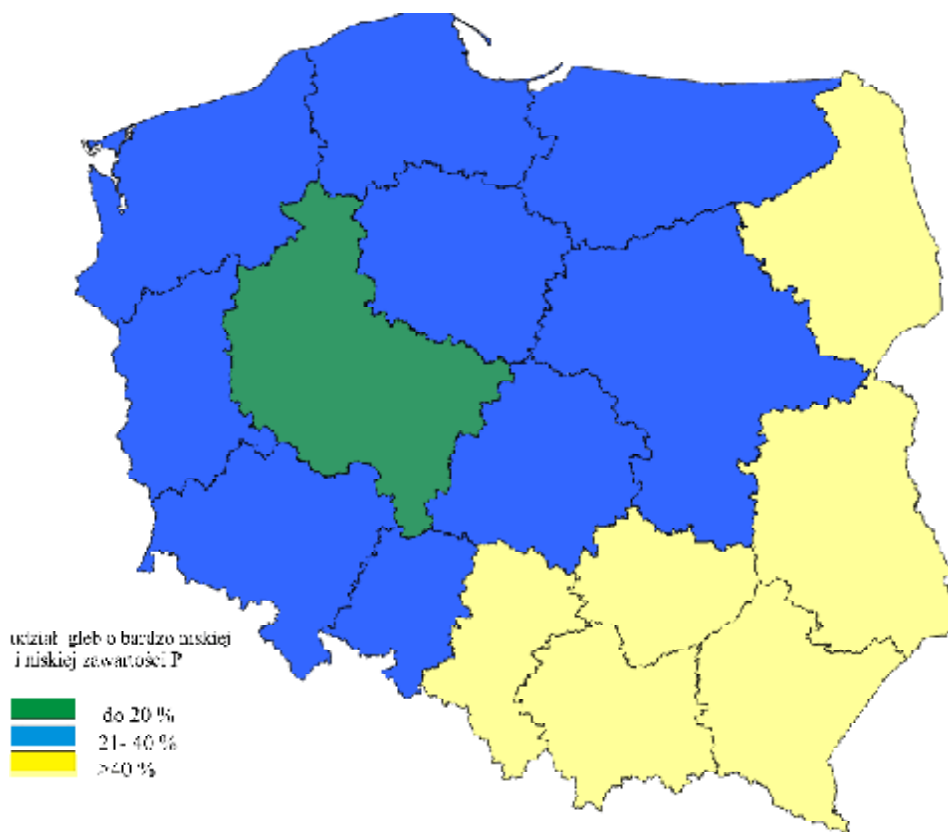 udział gleb o bardzo niskiej
i niskiej zawartości P
do 20 %
21- 40 %
>40 %